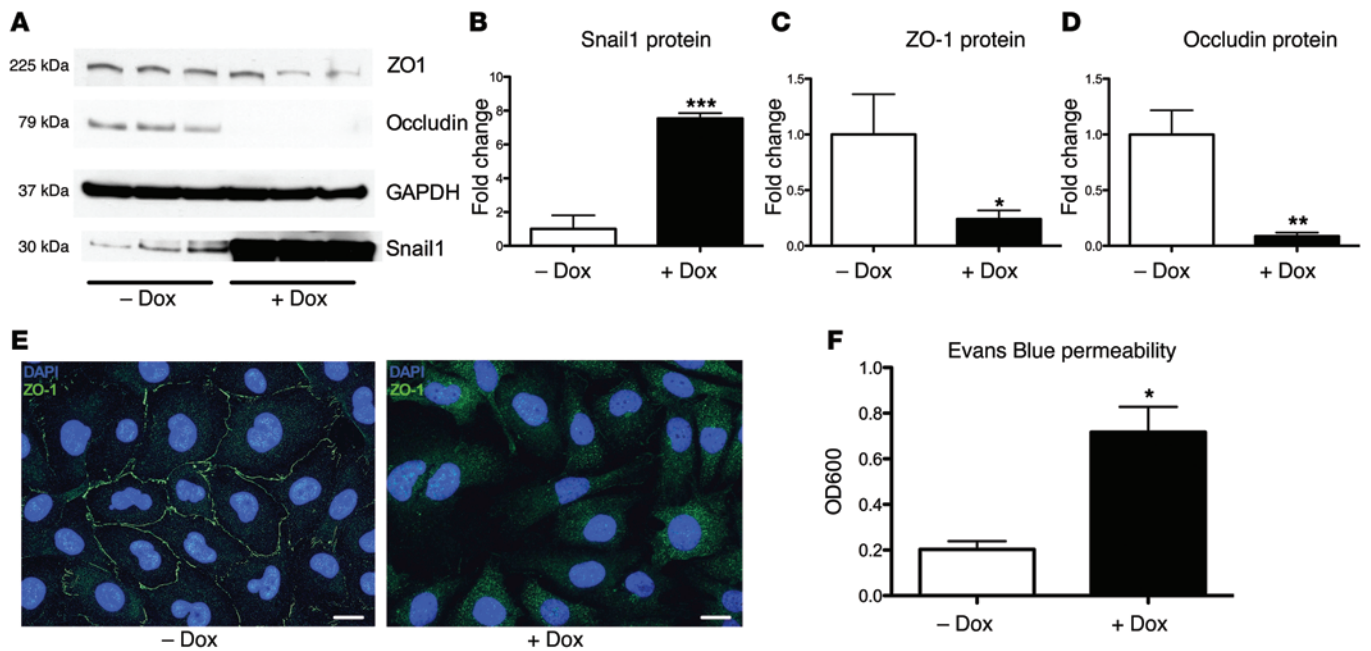 A
225 kDa
ZO1
79 kDa
Occludin
37 kDa
GAPDH
30 kDa
Snail1
– Dox
+ Dox
B
Snail1 protein
Fold change
10
8
6
4
2
0
***
– Dox
+ Dox
C
ZO-1 protein
Fold change
1.5
1.0
0.5
0.0
*
– Dox
+ Dox
D
Occludin protein
Fold change
1.5
1.0
0.5
0.0
**
– Dox
+ Dox
E
DAPI
ZO-1
– Dox
DAPI
ZO-1
+ Dox
F
Evans Blue permeability
OD600
1.0
0.8
0.6
0.4
0.2
0.0
*
– Dox
+ Dox